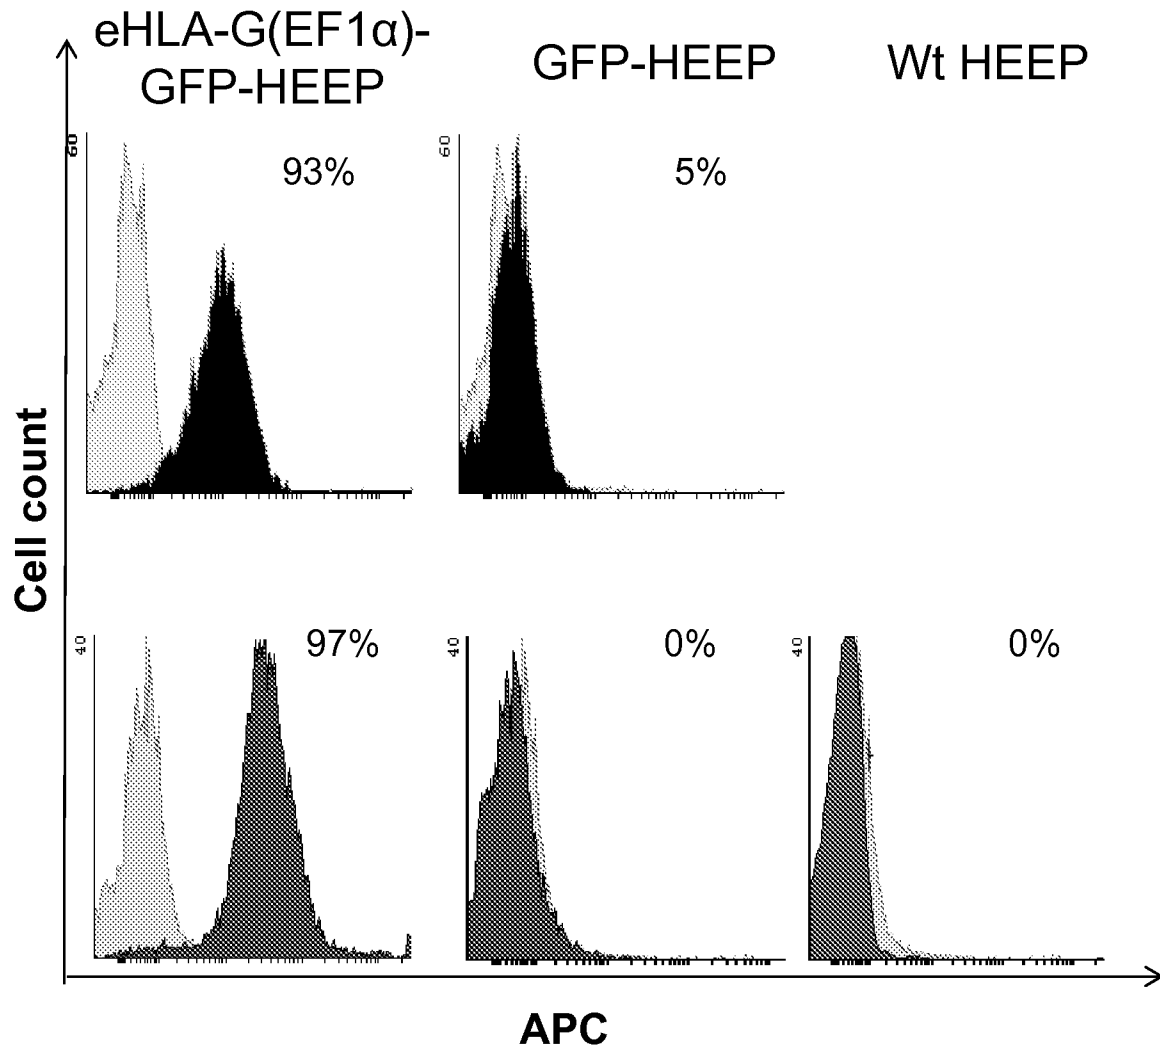 eHLA-G(EF1α)-
GFP-HEEP
GFP-HEEP
Wt HEEP
60
93%
60
5%
Cell count
40
97%
40
0%
40
0%
APC